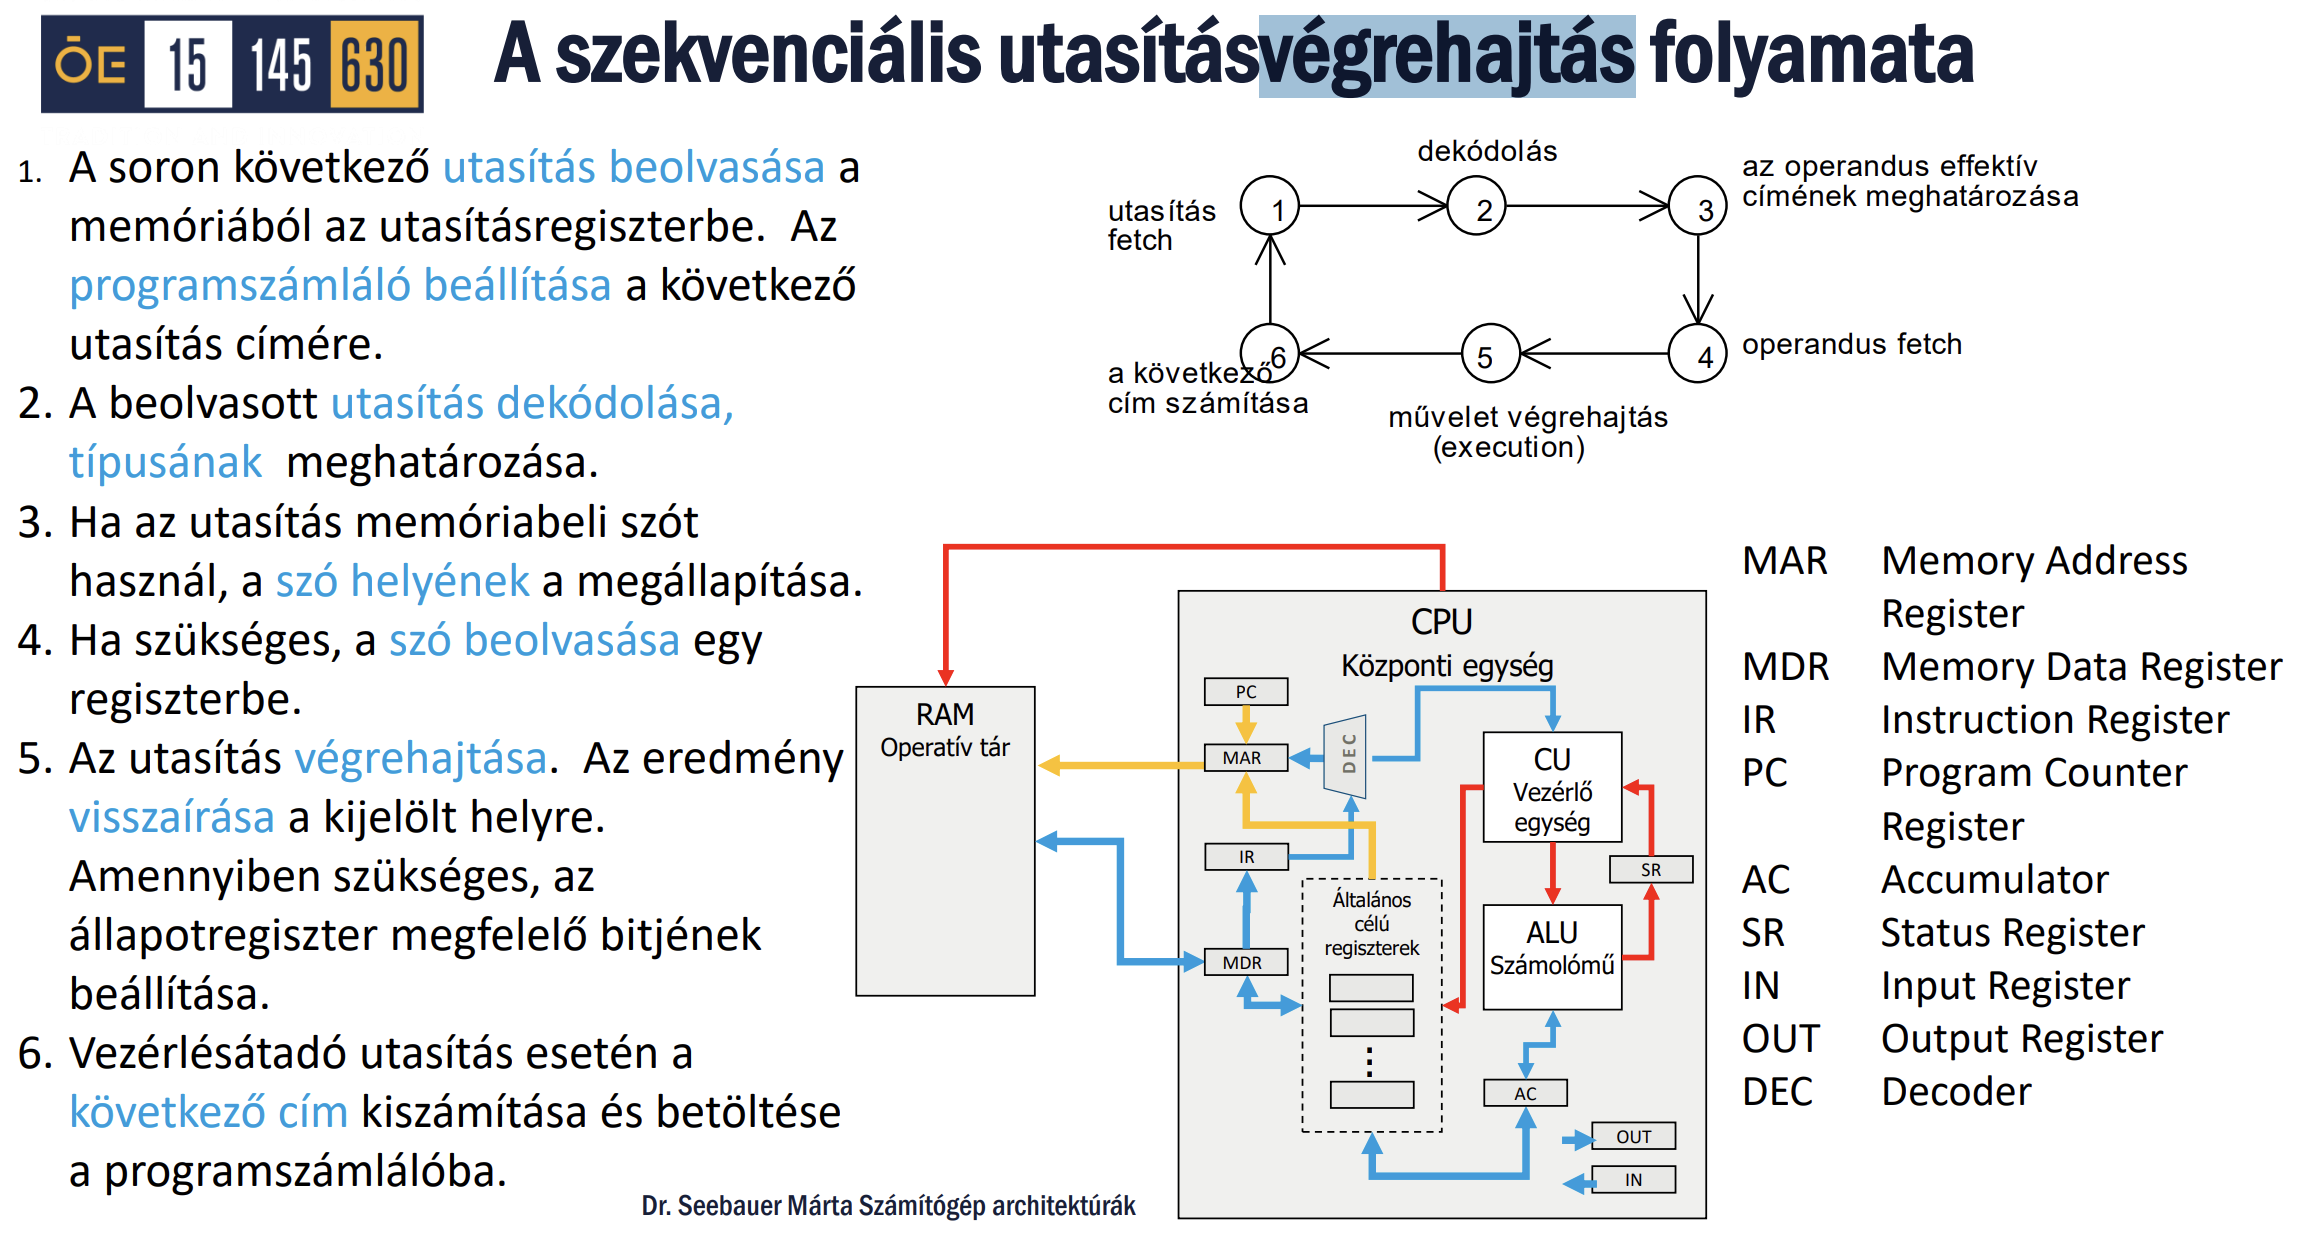 ŌE 15 145 630
A szekvenciális utasításvégrehajtás folyamata
1. A soron következő utasítás beolvasása a
memóriából az utasításregiszterbe. Az
programszámláló beállítása a következő
utasítás címére.
2. A beolvasott utasítás dekódolása,
típusának meghatározása.
3. Ha az utasítás memóriabeli szót
használ, a szó helyének a megállapítása.
4. Ha szükséges, a szó beolvasása egy
regiszterbe.
5. Az utasítás végrehajtása. Az eredmény
visszaírása a kijelölt helyre.
Amennyiben szükséges, az
állapotregiszter megfelelő bitjének
beállítása.
6. Vezérlésátadó utasítás esetén a
következő cím kiszámítása és betöltése
a programszámlálóba.
utasítás
fetch
1
dekódolás
2
az operandus effektív
címének meghatározása
3
operandus fetch
4
művelet végrehajtás
(execution)
5
a következő
cím számítása
6
RAM
Operatív tár
CPU
Központi egység
PC
MAR
DEC
IR
MDR
Általános
célú
regiszterek
CU
Vezérlő
egység
ALU
Számolómű
SR
AC
OUT
IN
MAR Memory Address
Register
MDR Memory Data Register
IR Instruction Register
PC Program Counter
Register
AC Accumulator
SR Status Register
IN Input Register
OUT Output Register
DEC Decoder
Dr. Seebauer Márta Számítógép architektúrák